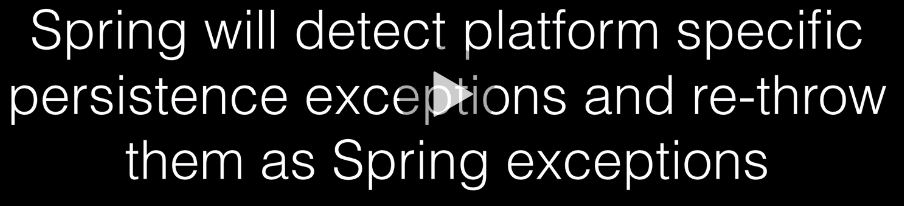 Spring will detect platform specific
persistence exceptions and re-throw
them as Spring exceptions